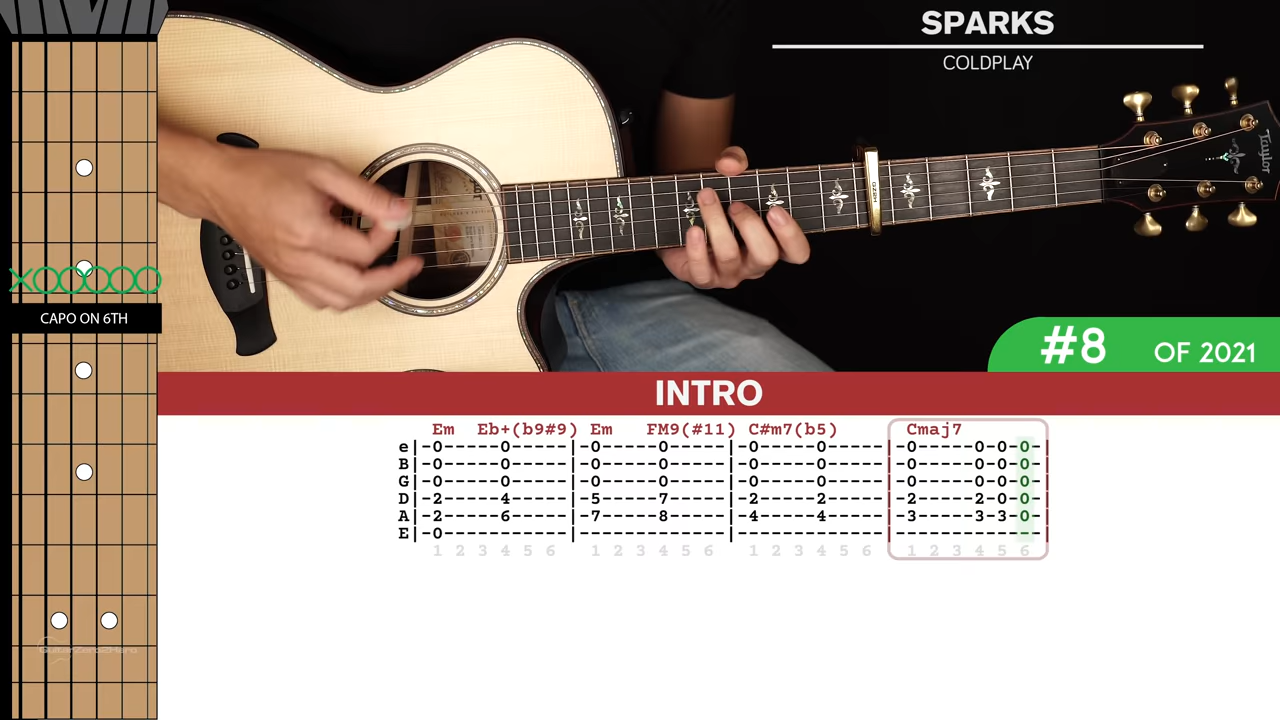 SPARKS
COLDPLAY
Taylor
G7TH
XOOOOO
CAPO ON 6TH
#8 OF 2021
INTRO
Em Eb+(b9#9) Em FM9(#11) C#m7(b5) Cmaj7
e|-0-----0-----|-0-----0-----|-0-----0-----|-0-----0-0-0-|
B|-0-----0-----|-0-----0-----|-0-----0-----|-0-----0-0-0-|
G|-0-----0-----|-0-----0-----|-0-----0-----|-0-----0-0-0-|
D|-2-----4-----|-5-----7-----|-2-----2-----|-2-----2-0-0-|
A|-2-----6-----|-7-----8-----|-4-----4-----|-3-----3-3-0-|
E|-0-----------|-------------|-------------|-------------|
1 2 3 4 5 6 1 2 3 4 5 6 1 2 3 4 5 6 1 2 3 4 5 6
GuitarZero2Hero